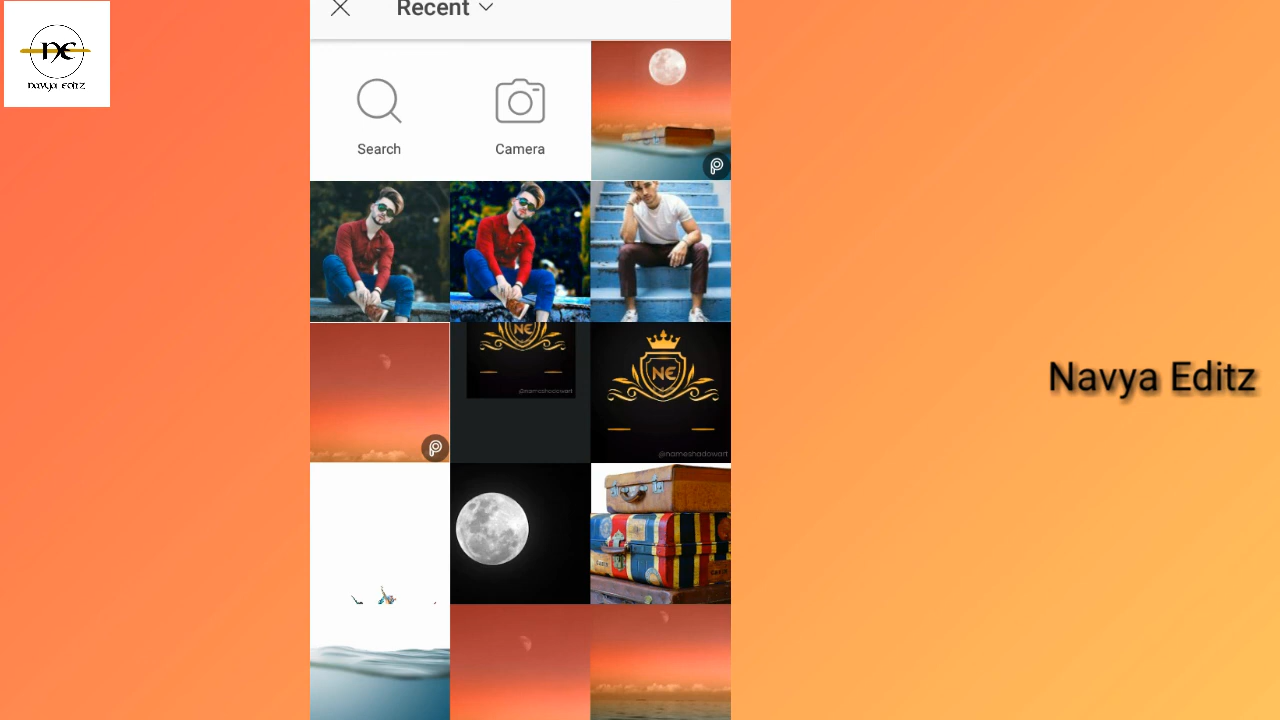 NE
navya editz
Recent
Search
Camera
NE
@nameshadowart
NE
@nameshadowart
Navya Editz